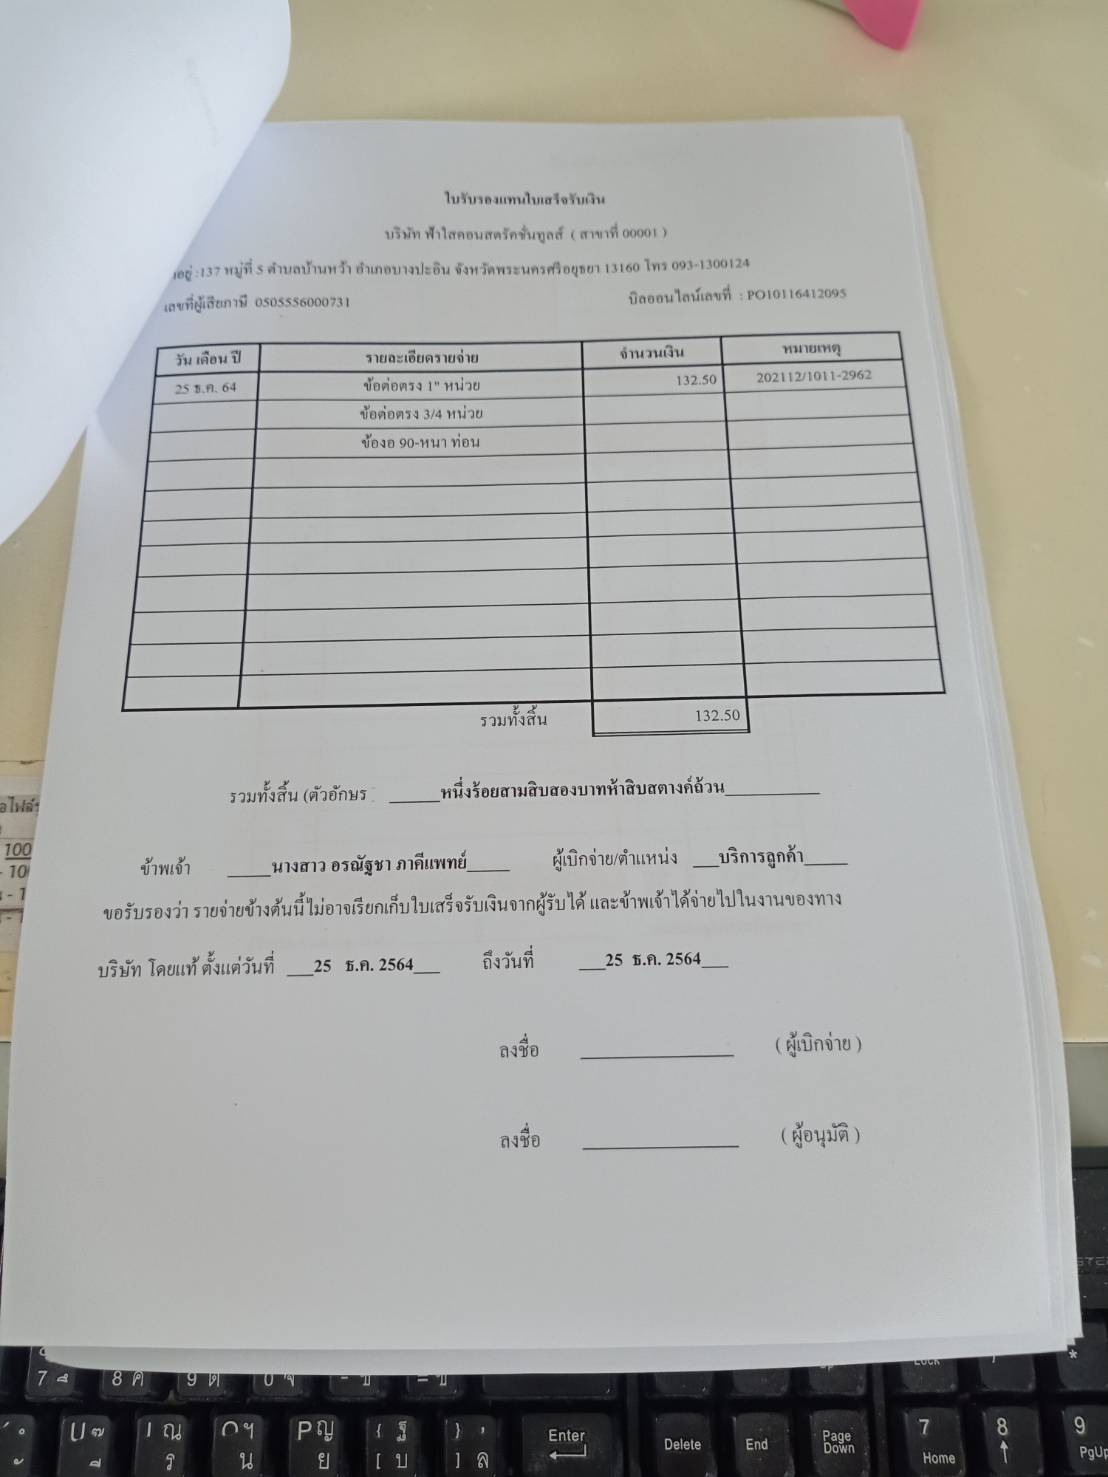 ใบรับรองแทนใบเสร็จรับเงิน
บริษัท ฟ้าใสคอนสตรัคชั่นทูลส์ ( สาขาที่ 00001 )
อยู่ :137 หมู่ที่ 5 ตำบลบ้านหว้า อำเภอบางปะอิน จังหวัดพระนครศรีอยุธยา 13160 โทร 093-1300124
เลขที่ผู้เสียภาษี 0505556000731 บิลออนไลน์เลขที่ : PO10116412095
วัน เดือน ปี รายละเอียดรายจ่าย จำนวนเงิน หมายเหตุ
25 ธ.ค. 64 ข้อต่อตรง 1" หน่วย 132.50 202112/1011-2962
ข้อต่อตรง 3/4 หน่วย
ข้องอ 90-หนา ท่อน
รวมทั้งสิ้น 132.50
รวมทั้งสิ้น (ตัวอักษร ______หนึ่งร้อยสามสิบสองบาทห้าสิบสตางค์ถ้วน____________
ข้าพเจ้า _____นางสาว อรณัฐชา ภาคีแพทย์_____ ผู้เบิกจ่าย/ตำแหน่ง ___บริการลูกค้า_____
ขอรับรองว่า รายจ่ายข้างต้นนี้ไม่อาจเรียกเก็บใบเสร็จรับเงินจากผู้รับได้ และข้าพเจ้าได้จ่ายไปในงานของทาง
บริษัท โดยแท้ ตั้งแต่วันที่ ___25 ธ.ค. 2564___ ถึงวันที่ ___25 ธ.ค. 2564___
ลงชื่อ __________________ ( ผู้เบิกจ่าย )
ลงชื่อ __________________ ( ผู้อนุมัติ )
100
7 8 ค 9 ต
U I ณ P ญ { ฐ } , Enter Delete End Page Down 7 Home 8 9 PgUp
ร น ย [ บ ] ล